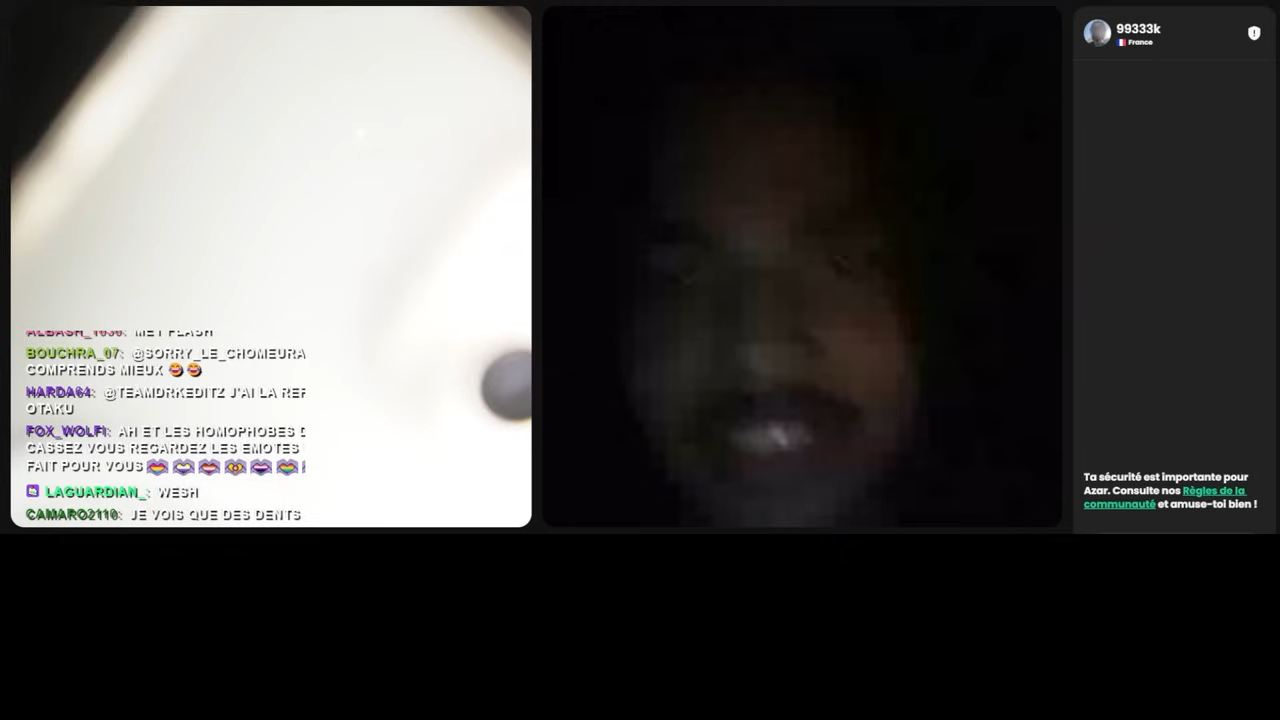 MET FLASH
BOUCHRA_07: @SORRY_LE_CHOMEURA
COMPRENDS MIEUX 😂😂
HARDA64: @TEAMDRKEDITZ J'AI LA REF
OTAKU
FOX_WOLFI: AH ET LES HOMOPHOBES
CASSEZ VOUS REGARDEZ LES EMOTES
FAIT POUR VOUS
LAGUARDIAN_: WESH
CAMARO2110: JE VOIS QUE DES DENTS
99333k
France
Ta sécurité est importante pour
Azar. Consulte nos Règles de la
communauté et amuse-toi bien !